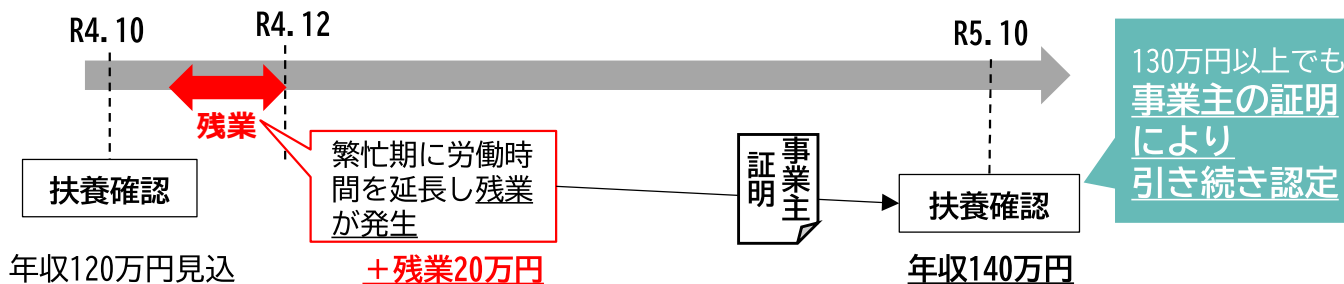 R4.10
R4.12
R5.10
残業
扶養確認
年収120万円見込
繁忙期に労働時
間を延長し残業
が発生
＋残業20万円
事業主
証明
扶養確認
年収140万円
130万円以上でも
事業主の証明
により
引き続き認定